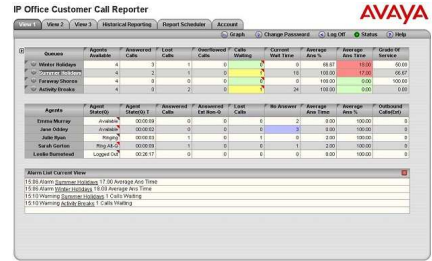 IP Office Customer Call Reporter
AVAYA
View 1 View 2 View 3 Historical Reporting Report Scheduler Account
Graph Change Password Log Off Status Help
Queues Agents Available Answered Calls Lost Calls Overflowed Calls Calls Waiting Current Wait Time Average Ans % Average Ans Time Grade Of Service
Winter Holidays 4 3 1 0 0 0 66.67 18.00 50.00
Summer Holidays 4 2 1 0 1 19 100.00 17.00 66.67
Faraway Shores 4 0 0 0 0 0 100.00 0.00 100.00
Activity Breaks 4 0 2 0 1 24 100.00 0.00 100.00
Agents Agent State(G) Agent State(G) T Answered Calls Answered Ext Non-Q Lost Calls No Answer Average Ans Time Average Ans % Outbound Calls(Ext)
Emma Murray Available 00:00:09 0 0 0 2 0.00 100.00 0
Jane Oddey Available 00:00:02 0 0 0 3 0.00 100.00 0
Julie Ryan Ringing 00:00:03 1 0 1 0 3.00 100.00 0
Sarah Garton Ring 00:00:09 1 0 0 1 2.00 100.00 0
Leslie Bumstead Logged Out 00:26:17 0 0 0 0 0.00 0.00 0
Alarm List Current View
15:06 Alarm Summer Holidays 17.00 Average Ans Time
15:06 Alarm Winter Holidays 18.00 Average Ans Time
15:10 Warning Summer Holidays 1 Calls Waiting
15:10 Warning Activity Breaks 1 Calls Waiting